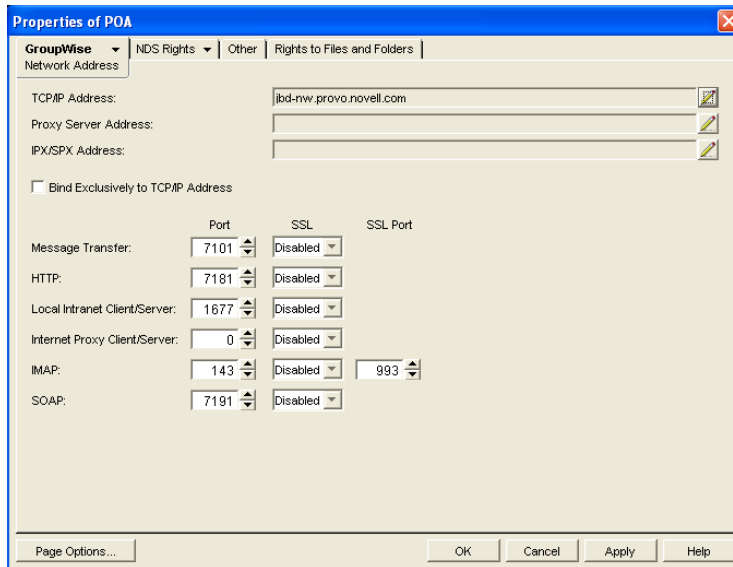 Properties of POA
GroupWise NDS Rights Other Rights to Files and Folders
Network Address
TCP/IP Address: jbd-nw.provo.novell.com
Proxy Server Address:
IPX/SPX Address:
Bind Exclusively to TCP/IP Address
Port SSL SSL Port
Message Transfer: 7101 Disabled
HTTP: 7181 Disabled
Local Intranet Client/Server: 1677 Disabled
Internet Proxy Client/Server: 0 Disabled
IMAP: 143 Disabled 993
SOAP: 7191 Disabled
Page Options... OK Cancel Apply Help